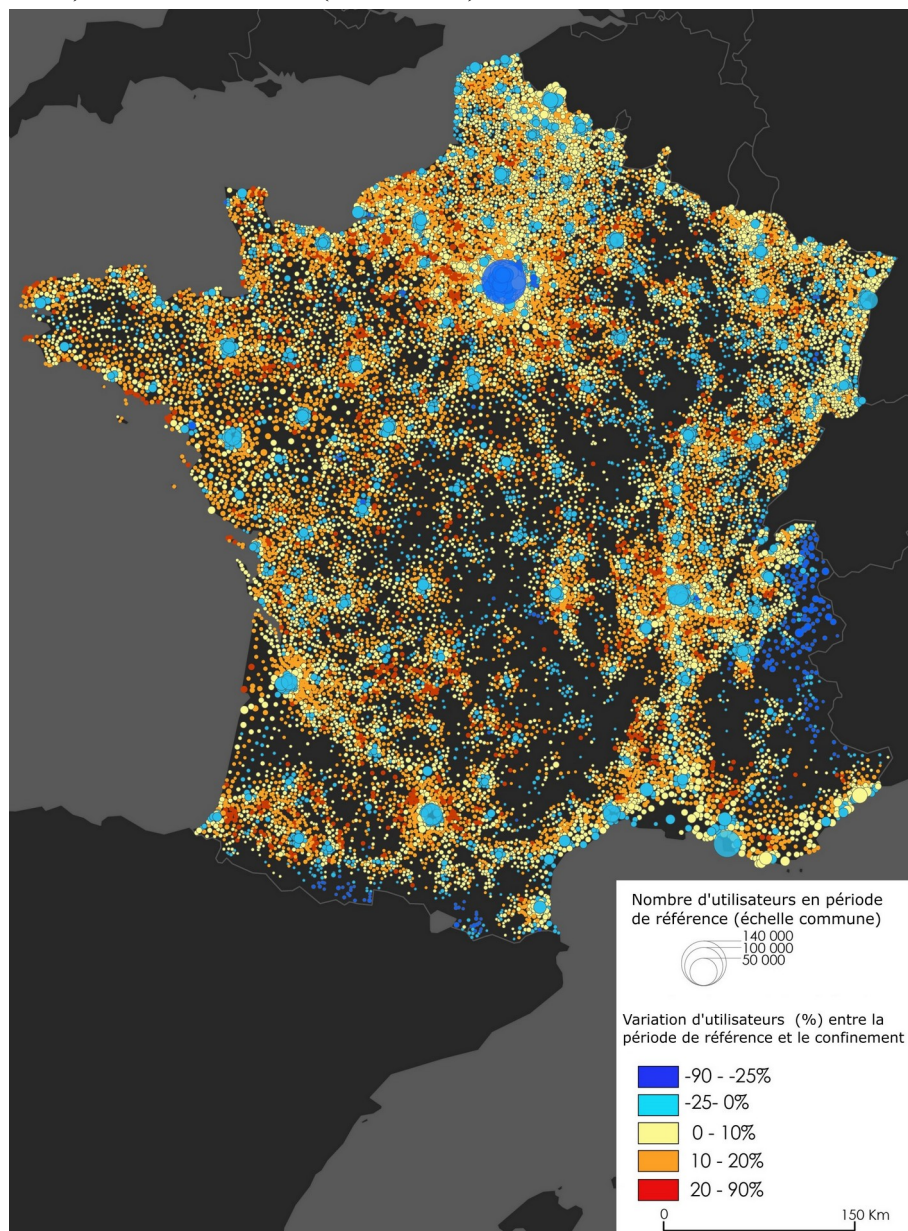 Nombre d'utilisateurs en période
de référence (échelle commune)
140 000
100 000
50 000
Variation d'utilisateurs (%) entre la
période de référence et le confinement
-90 - -25%
-25- 0%
0 - 10%
10 - 20%
20 - 90%
0 150 Km